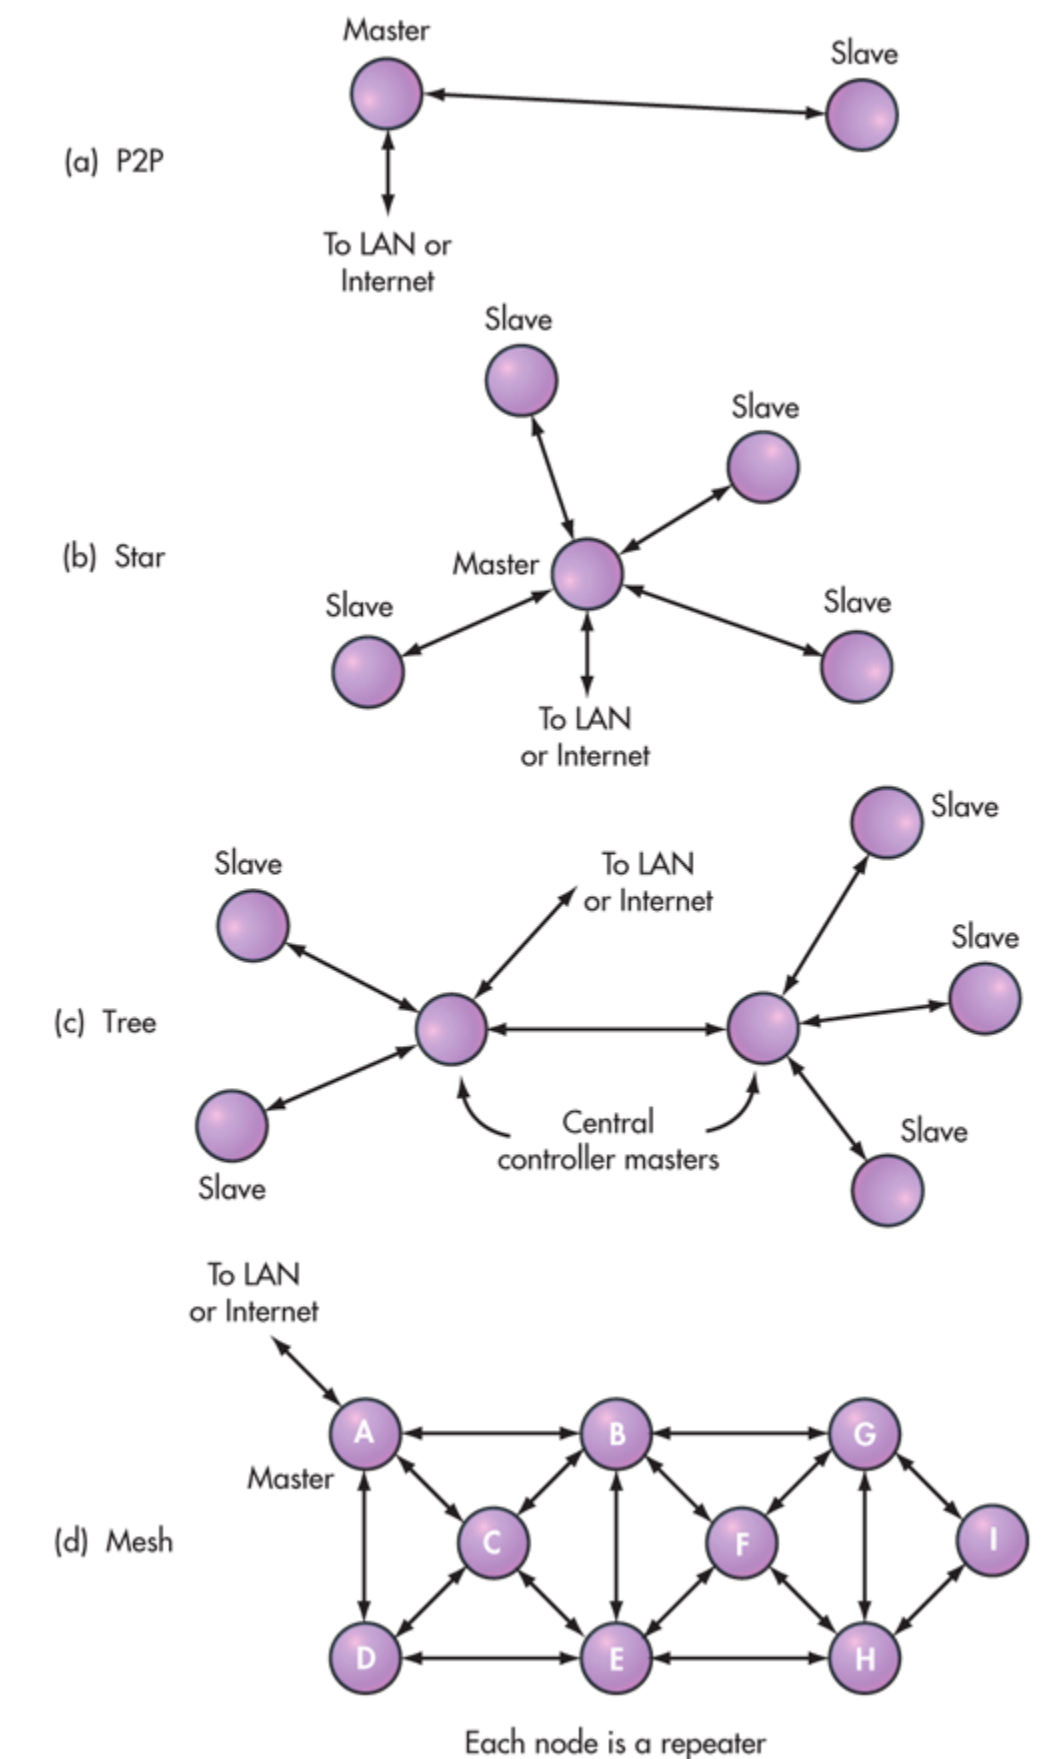 Master
Slave
(a) P2P
To LAN or
Internet
Slave
Slave
(b) Star
Master
Slave
Slave
To LAN
or Internet
Slave
Slave
To LAN
or Internet
Slave
(c) Tree
Central
controller masters
Slave
Slave
To LAN
or Internet
A
B
G
Master
(d) Mesh
C
F
I
D
E
H
Each node is a repeater